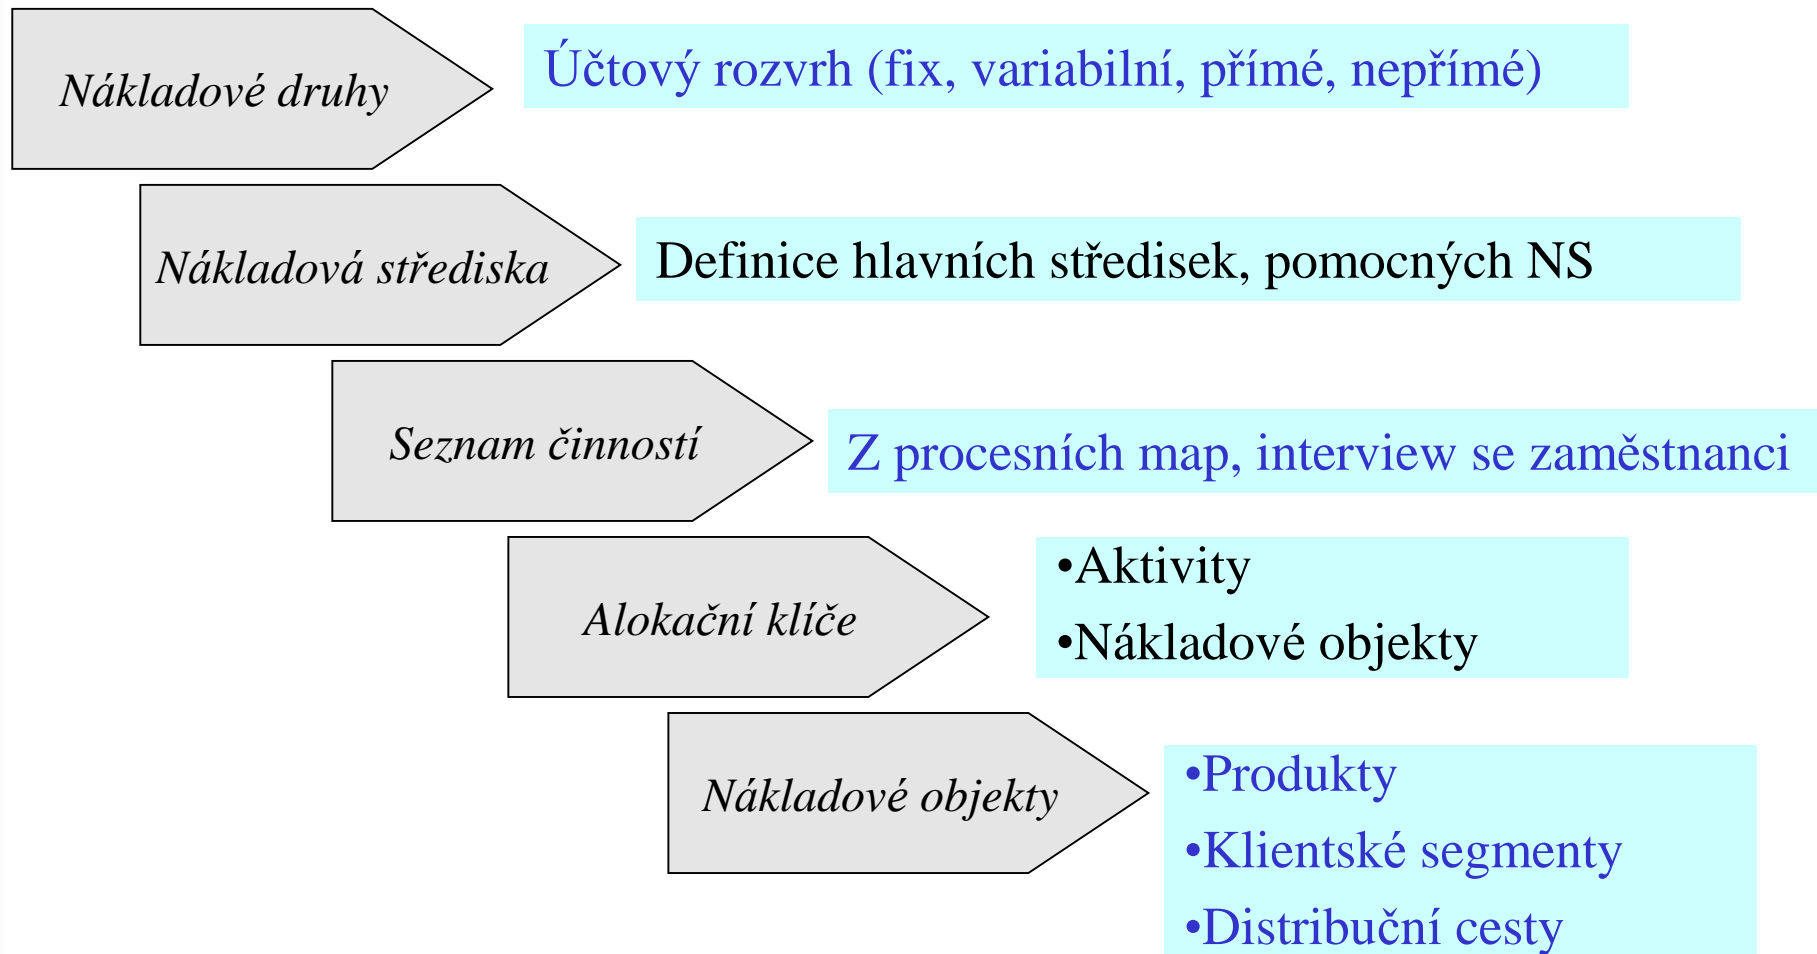 Nákladové druhy
Účtový rozvrh (fix, variabilní, přímé, nepřímé)
Nákladová střediska
Definice hlavních středisek, pomocných NS
Seznam činností
Z procesních map, interview se zaměstnanci
Alokační klíče
•Aktivity
•Nákladové objekty
Nákladové objekty
•Produkty
•Klientské segmenty
•Distribuční cesty